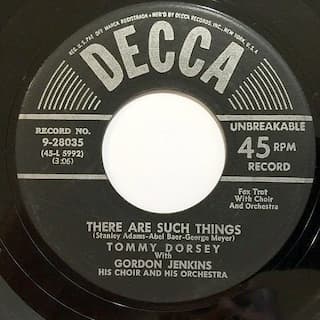 REG. U.S. PAT. OFF. MARCA REGISTRADA • MF'D BY DECCA RECORDS, INC., NEW YORK, U.S.A.
DECCA
RECORD NO.
9-28035
(45-L 5992)
(3:06)
UNBREAKABLE
45 RPM
RECORD
Fox Trot
With Choir
And Orchestra
THERE ARE SUCH THINGS
(Stanley Adams-Abel Baer-George Meyer)
TOMMY DORSEY
With
GORDON JENKINS
HIS CHOIR AND HIS ORCHESTRA